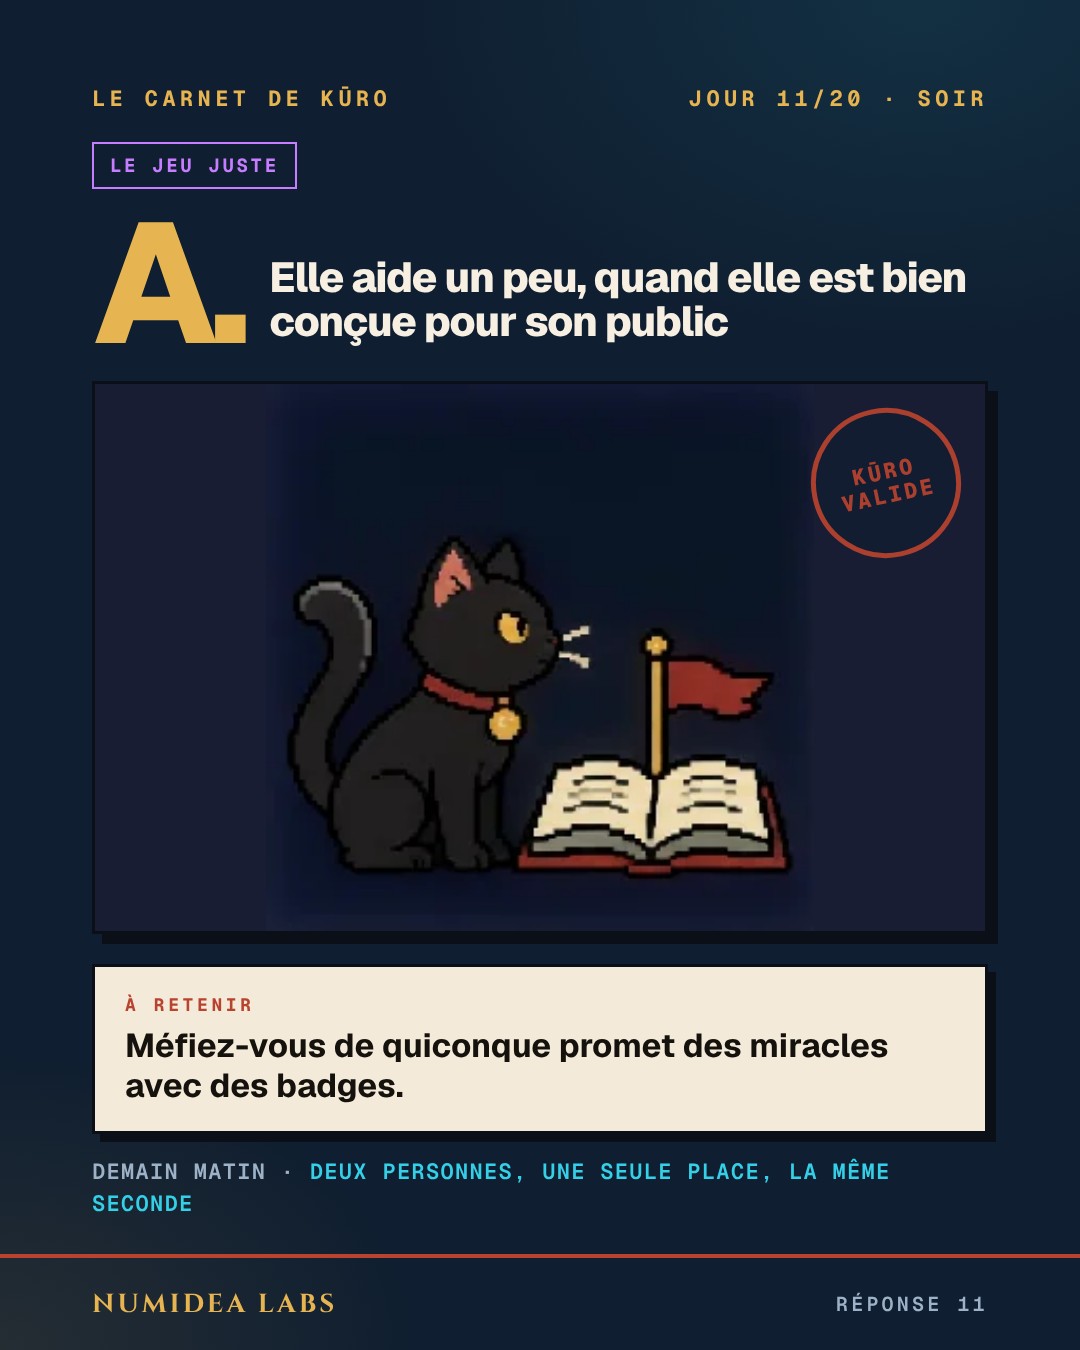 LE CARNET DE KŪRO
JOUR 11/20 · SOIR
LE JEU JUSTE
A.
Elle aide un peu, quand elle est bien
conçue pour son public
KŪRO
VALIDE
À RETENIR
Méfiez-vous de quiconque promet des miracles
avec des badges.
DEMAIN MATIN · DEUX PERSONNES, UNE SEULE PLACE, LA MÊME
SECONDE
NUMIDEA LABS
RÉPONSE 11